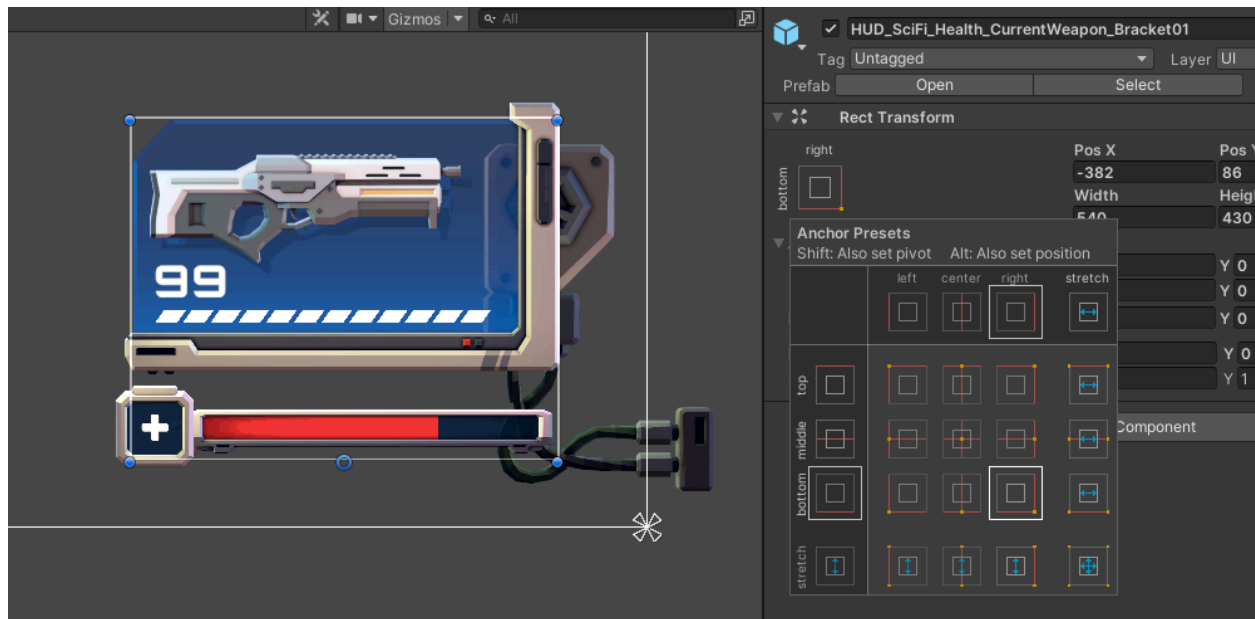 Gizmos
All
HUD_SciFi_Health_CurrentWeapon_Bracket01
Tag Untagged Layer UI
Prefab Open Select
Rect Transform
right Pos X Pos Y
bottom -382 86
Width
540 430
Anchor Presets
Shift: Also set pivot Alt: Also set position
Y 0
left center right stretch
Y 0
Y 0
Y 0
top
Y 1
middle
Component
bottom
stretch
99